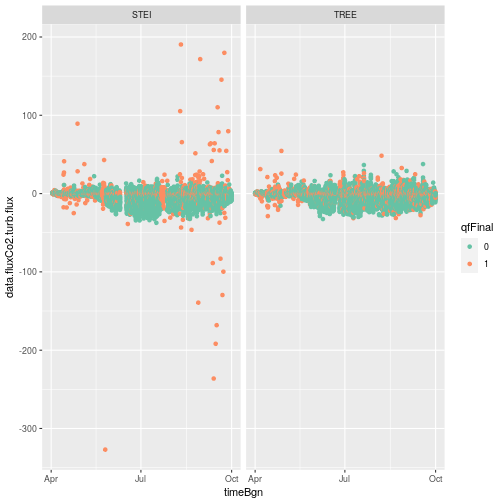 STEI TREE
200
100
0
-100
-200
-300
data.fluxCo2.turb.flux
Apr Jul Oct Apr Jul Oct
timeBgn
qfFinal
0
1